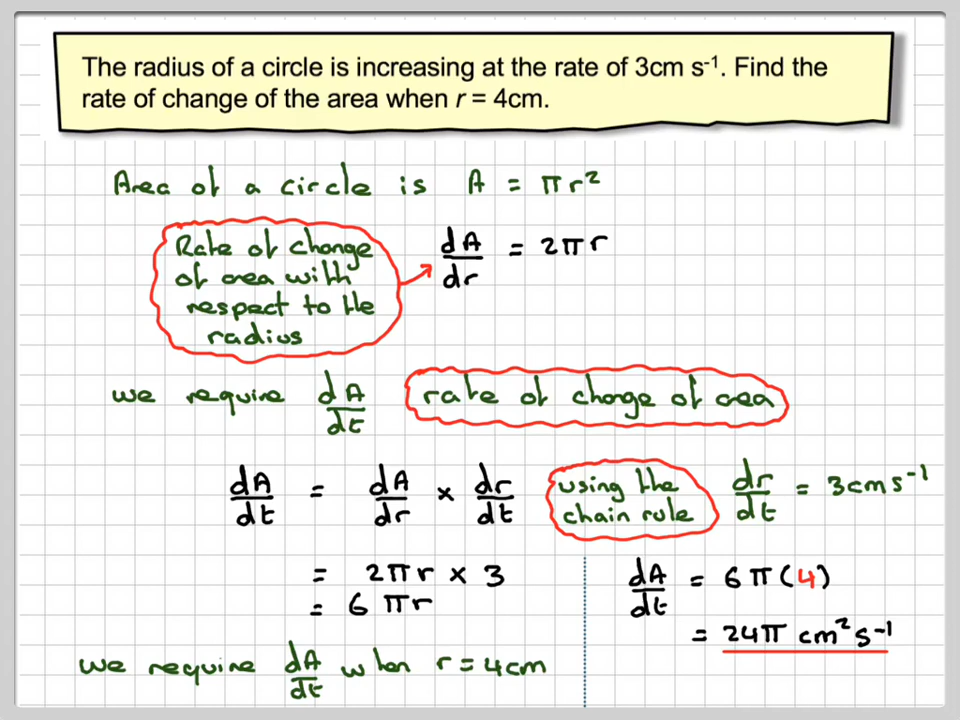 The radius of a circle is increasing at the rate of 3cm s⁻¹. Find the
rate of change of the area when r = 4cm.
Area of a circle is A = πr²
Rate of change
of area with
respect to the
radius
dA/dr = 2πr
we require dA/dt
rate of change of area
dA/dt = dA/dr × dr/dt
using the
chain rule
dr/dt = 3cm s⁻¹
= 2πr × 3
= 6πr
we require dA/dt when r = 4cm
dA/dt = 6π(4)
= 24π cm² s⁻¹